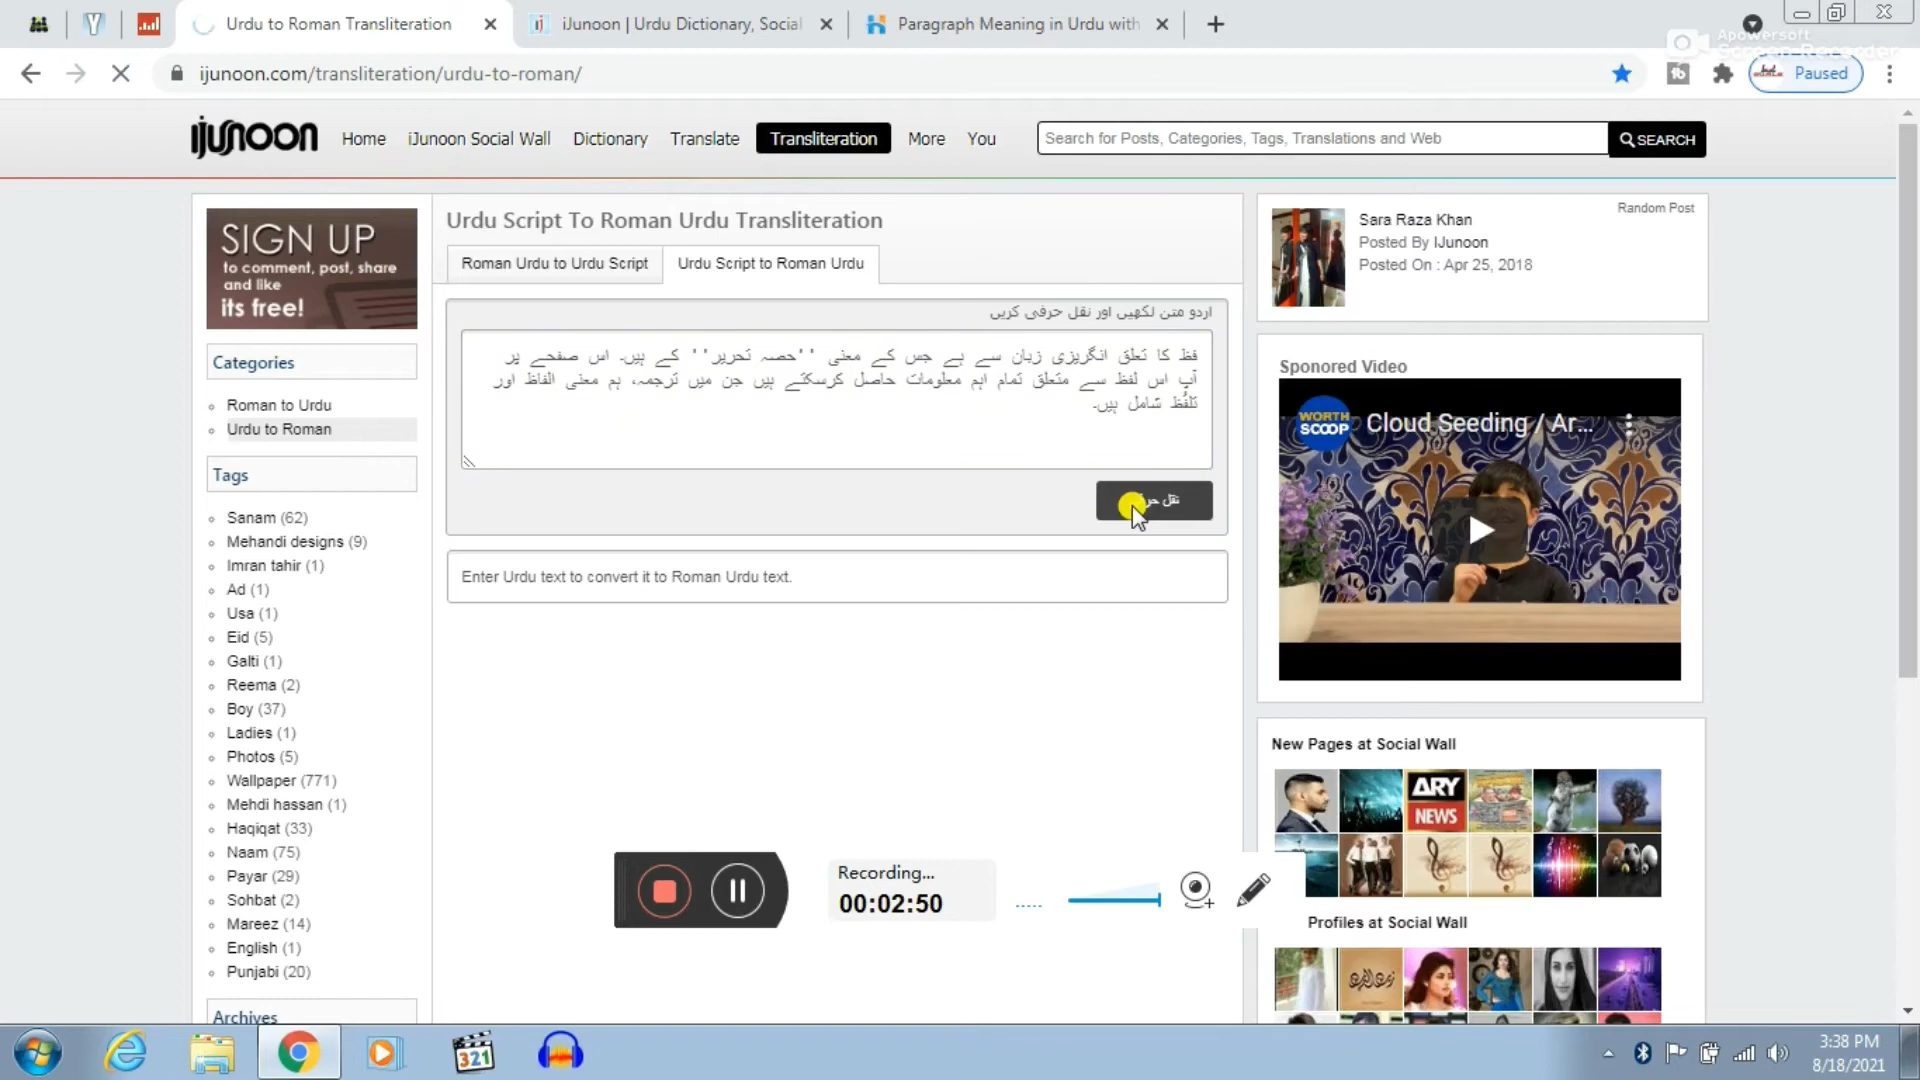 Urdu to Roman Transliteration
iJunoon | Urdu Dictionary, Social
Paragraph Meaning in Urdu with
Apowersoft
Screen Recorder
ijunoon.com/transliteration/urdu-to-roman/
Paused
ijunoon
Home
iJunoon Social Wall
Dictionary
Translate
Transliteration
More
You
Search for Posts, Categories, Tags, Translations and Web
SEARCH
SIGN UP
to comment, post, share
and like
its free!
Categories
Roman to Urdu
Urdu to Roman
Tags
Sanam (62)
Mehandi designs (9)
Imran tahir (1)
Ad (1)
Usa (1)
Eid (5)
Galti (1)
Reema (2)
Boy (37)
Ladies (1)
Photos (5)
Wallpaper (771)
Mehdi hassan (1)
Haqiqat (33)
Naam (75)
Payar (29)
Sohbat (2)
Mareez (14)
English (1)
Punjabi (20)
Archives
Urdu Script To Roman Urdu Transliteration
Roman Urdu to Urdu Script
Urdu Script to Roman Urdu
اردو متن لکھیں اور نقل حرفی کریں
فظ کا تعلق انگریزی زبان سے ہے جس کے معنی ''حصہ تحریر'' کے ہیں۔ اس صفحے پر
آپ اس لفظ سے متعلق تمام اہم معلومات حاصل کرسکتے ہیں جن میں ترجمہ، ہم معنی الفاظ اور
تلفُّظ شامل ہیں۔
نقل
Enter Urdu text to convert it to Roman Urdu text.
Random Post
Sara Raza Khan
Posted By IJunoon
Posted On : Apr 25, 2018
Sponored Video
WORTH
SCOOP
Cloud Seeding / Ar...
New Pages at Social Wall
ARY
NEWS
Profiles at Social Wall
Recording...
00:02:50
321
3:38 PM
8/18/2021